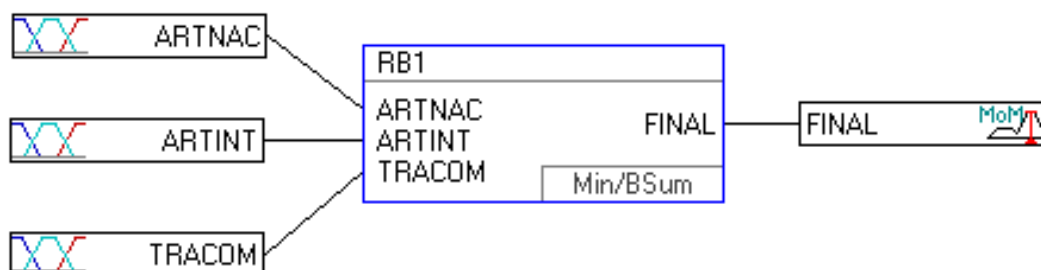 ARTNAC
RB1
ARTNAC
ARTINT
TRACOM
FINAL
Min/BSum
ARTINT
FINAL
MoM
TRACOM